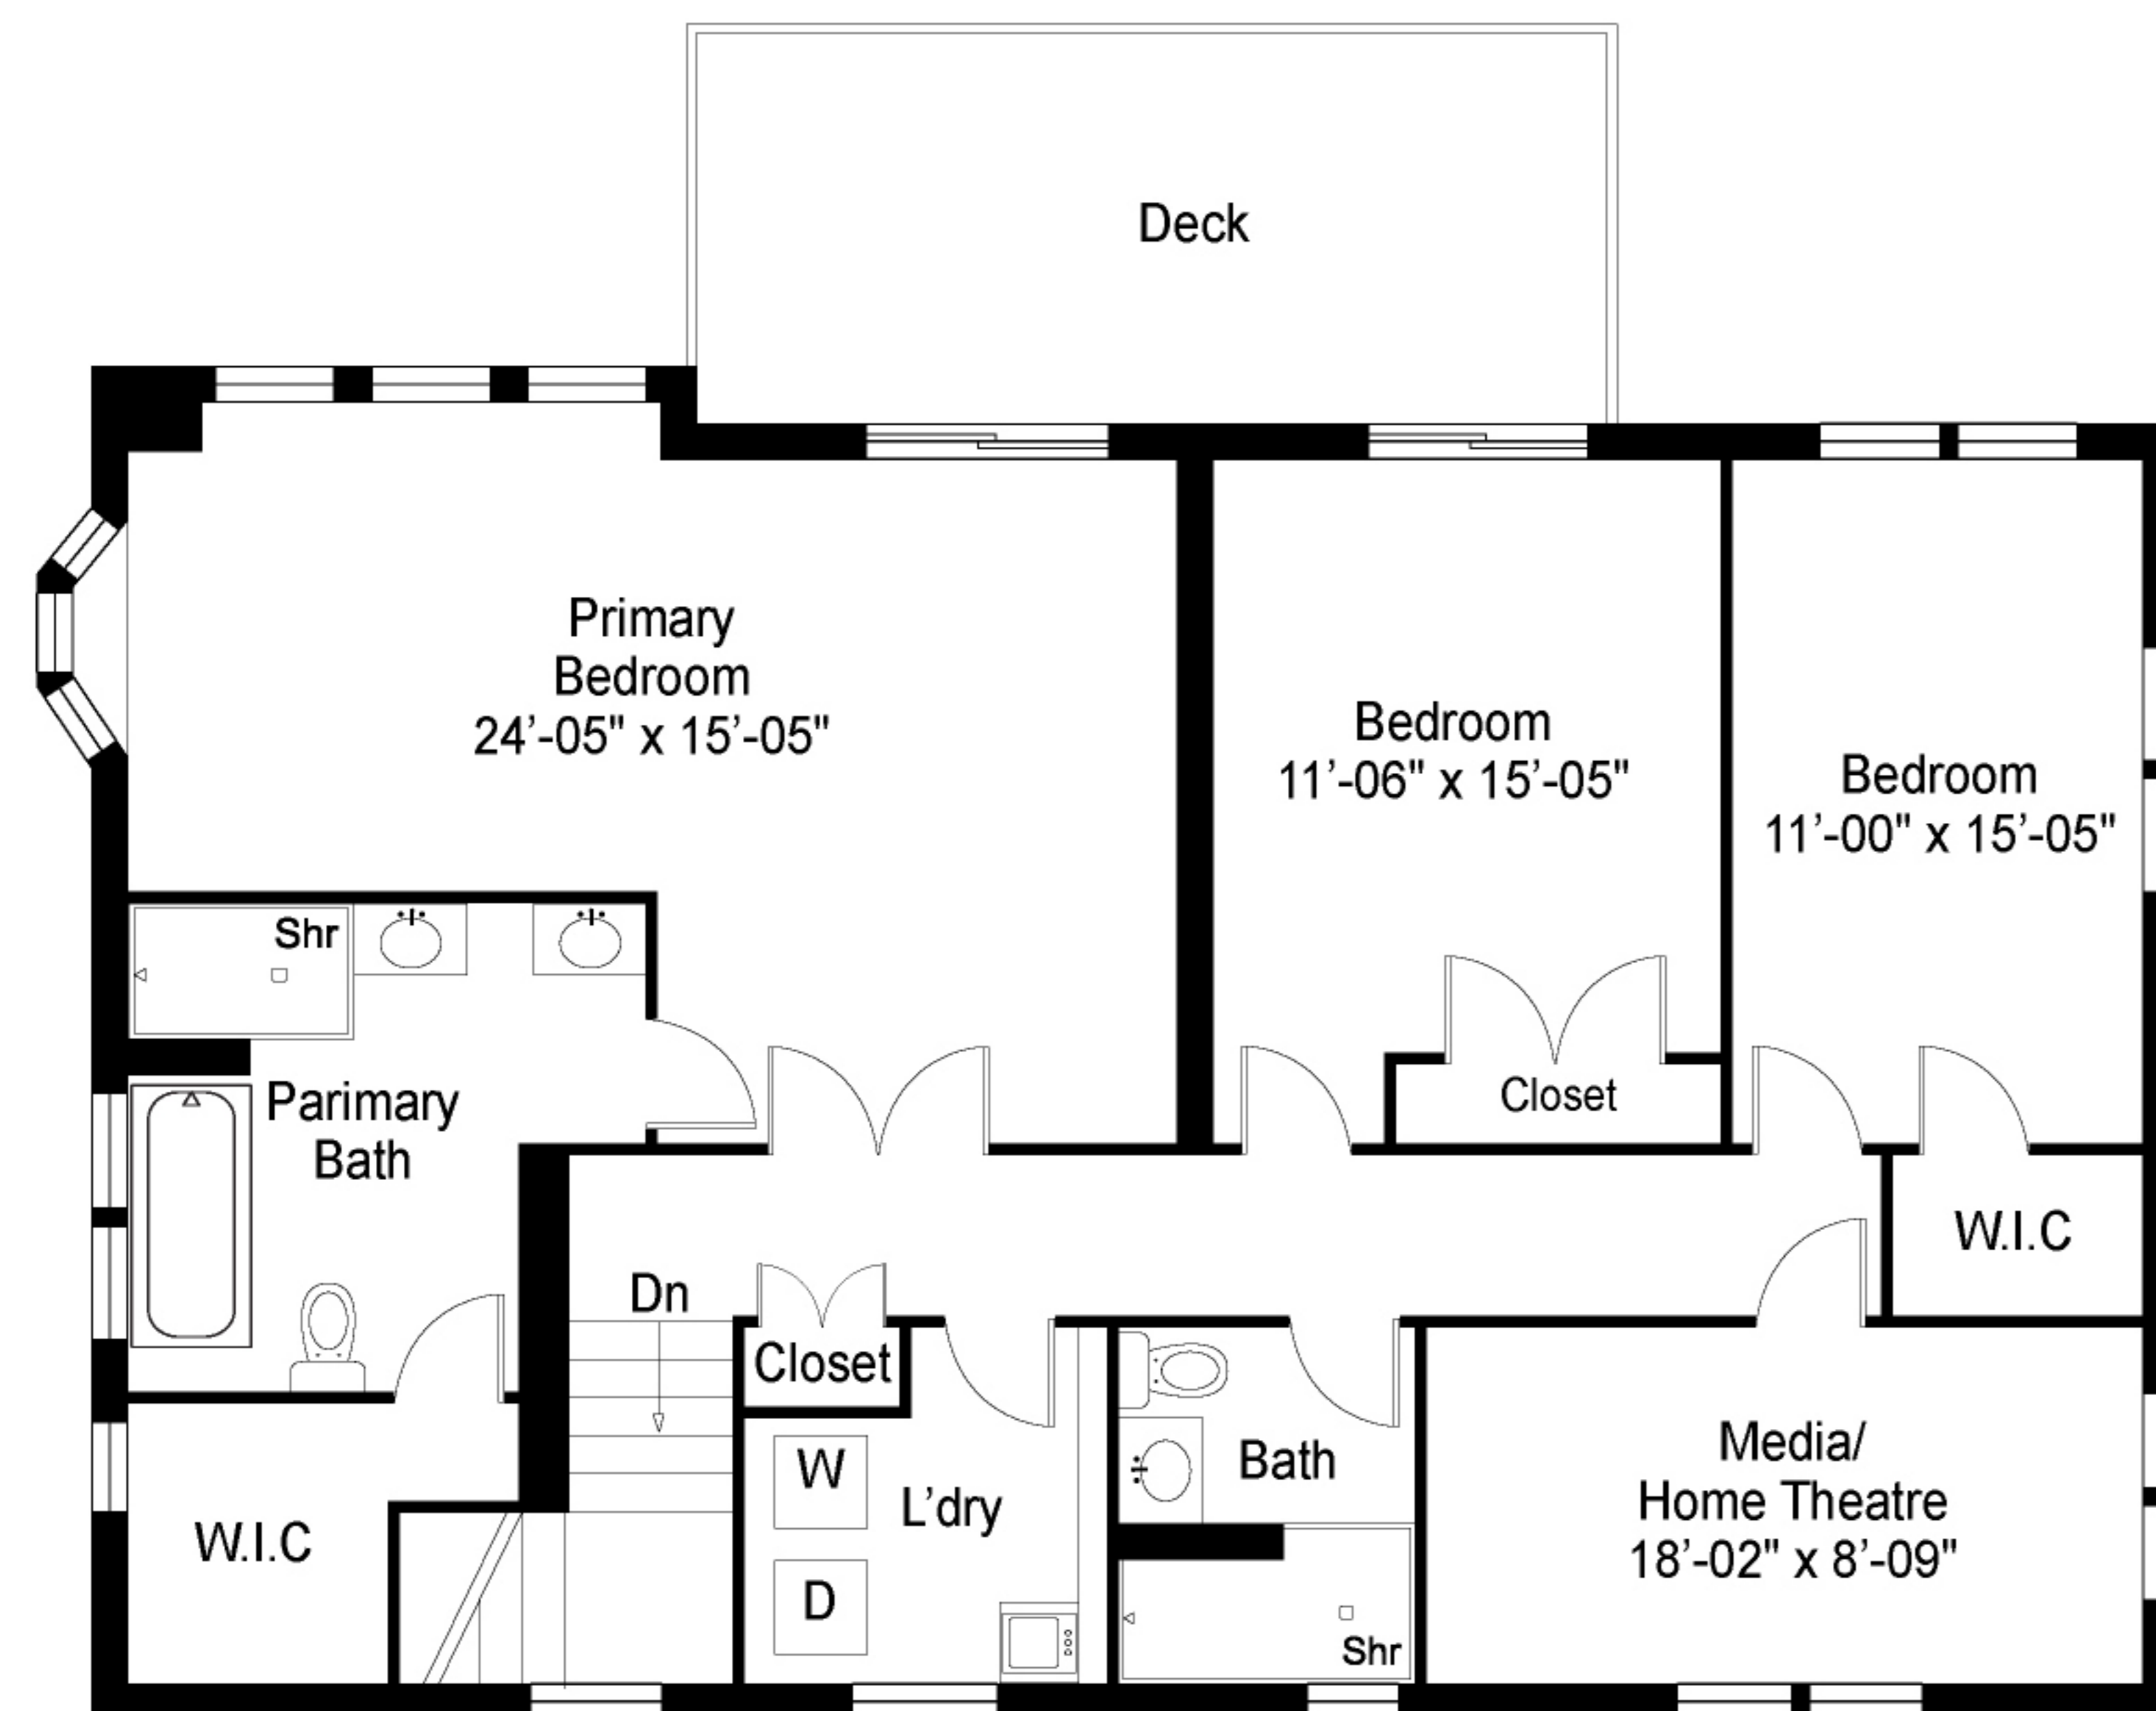 Deck
Primary
Bedroom
24’-05" x 15’-05"
Bedroom
11’-06" x 15’-05"
Bedroom
11’-00" x 15’-05"
Shr
Closet
Parimary
Bath
W.I.C
Dn
Closet
W
L’dry
D
Bath
Shr
Media/
Home Theatre
18’-02" x 8’-09"
W.I.C